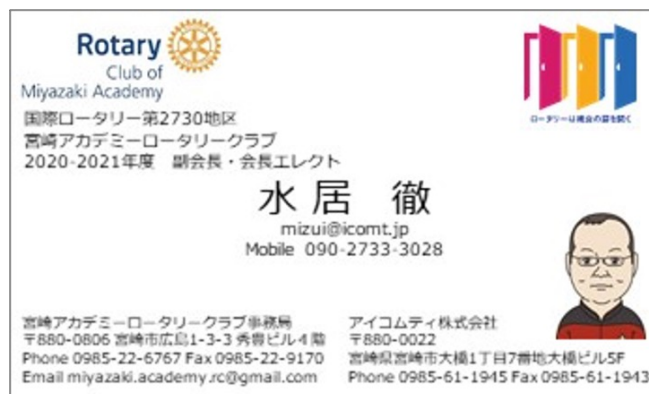 Rotary
Club of
Miyazaki Academy
ロータリーは機会の扉を開く
国際ロータリー第2730地区
宮崎アカデミーロータリークラブ
2020-2021年度　副会長・会長エレクト
水居　徹
mizui@icomt.jp
Mobile 090-2733-3028
宮崎アカデミーロータリークラブ事務局
〒880-0806 宮崎市広島1-3-3 秀豊ビル４階
Phone 0985-22-6767 Fax 0985-22-9170
Email miyazaki.academy.rc@gmail.com
アイコムティ株式会社
〒880-0022
宮崎県宮崎市大橋1丁目7番地大橋ビル5F
Phone 0985-61-1945 Fax 0985-61-1943